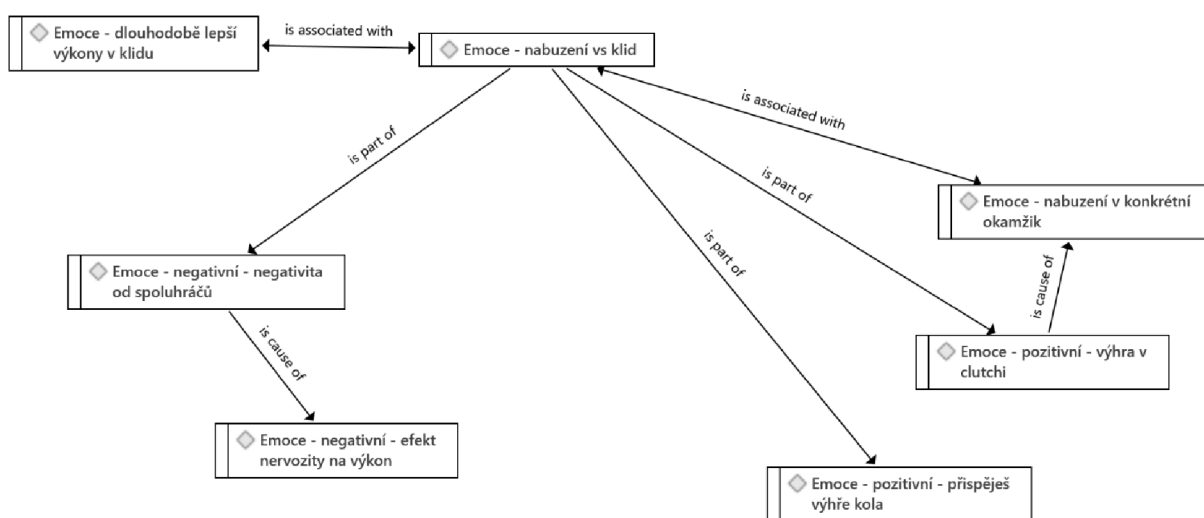 Emoce - dlouhodobě lepší
výkony v klidu
is associated with
Emoce - nabuzení vs klid
is associated with
is part of
is part of
is part of
Emoce - nabuzení v konkrétní
okamžik
Emoce - negativní - negativita
od spoluhráčů
is cause of
is cause of
Emoce - pozitivní - výhra v
clutchi
Emoce - negativní - efekt
nervozity na výkon
Emoce - pozitivní - přispěješ
výhře kola